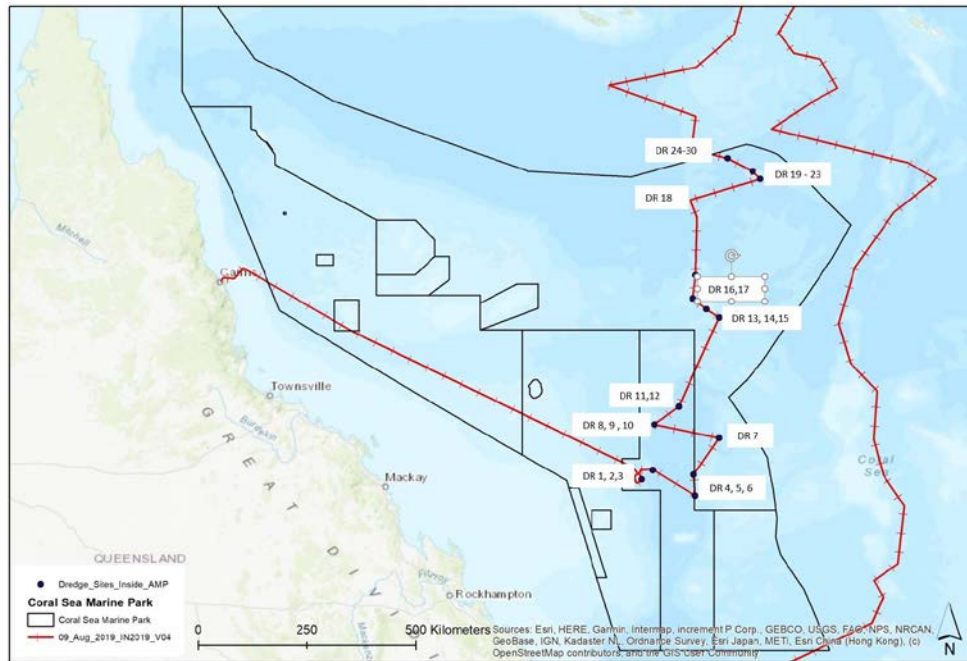 DR 24-30
DR 19 - 23
DR 18
Mitchell
Cairns
DR 16,17
DR 13, 14,15
Townsville
DR 11,12
Burdekin
DR 8, 9 , 10
DR 7
G R E A T D I V I
Coral
Sea
DR 1, 2,3
Mackay
DR 4, 5, 6
QUEENSLAND
Fitzroy
Rockhampton
Dredge_Sites_Inside_AMP
Coral Sea Marine Park
Coral Sea Marine Park
09_Aug_2019_IN2019_V04
0 250 500 Kilometers
Sources: Esri, HERE, Garmin, Intermap, increment P Corp., GEBCO, USGS, FAO, NPS, NRCAN,
GeoBase, IGN, Kadaster NL, Ordnance Survey, Esri Japan, METI, Esri China (Hong Kong), (c)
OpenStreetMap contributors, and the GIS User Community
N